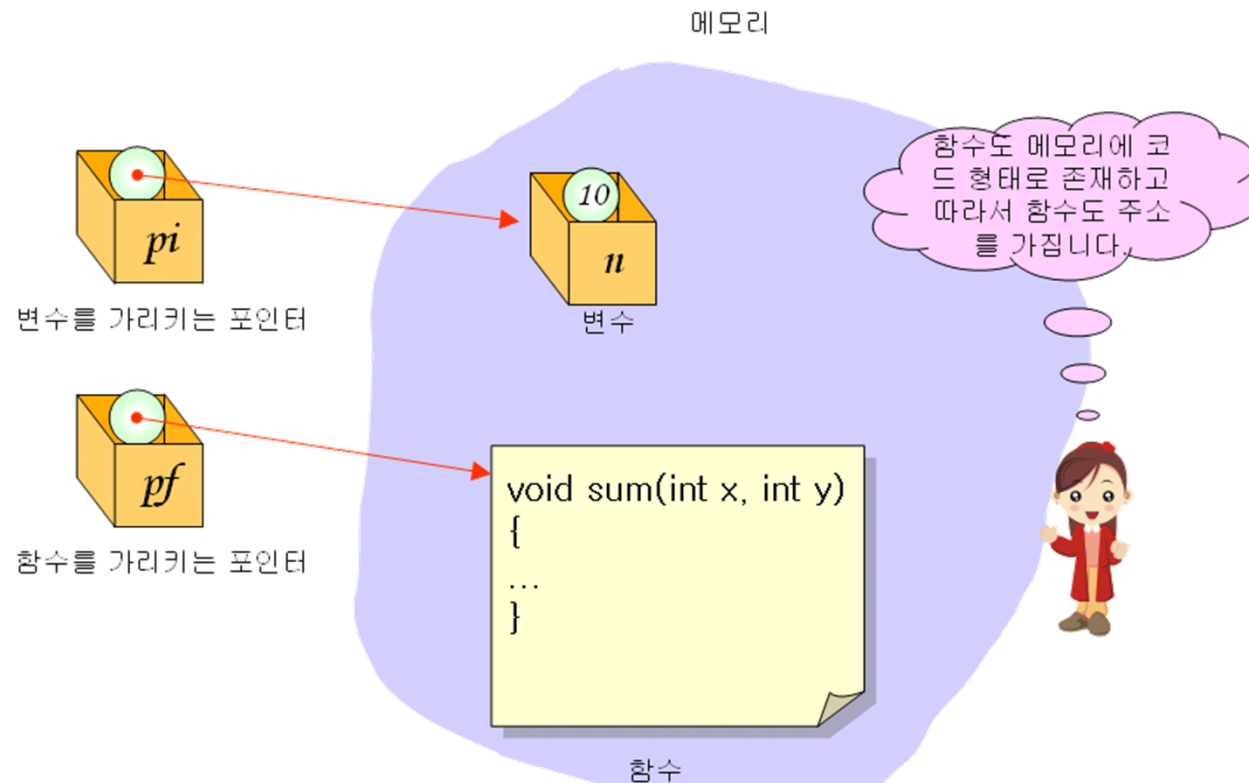 메모리
함수도 메모리에 코
드 형태로 존재하고
따라서 함수도 주소
를 가집니다.
pi
10
n
변수를 가리키는 포인터
변수
pf
함수를 가리키는 포인터
void sum(int x, int y)
{
...
}
함수